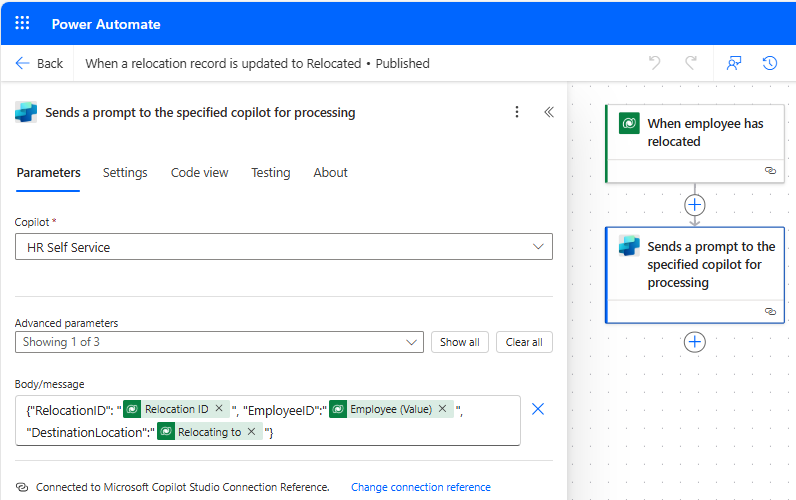 Power Automate
Back
When a relocation record is updated to Relocated • Published
Sends a prompt to the specified copilot for processing
Parameters
Settings
Code view
Testing
About
Copilot *
HR Self Service
Advanced parameters
Showing 1 of 3
Show all
Clear all
Body/message
{"RelocationID": " Relocation ID × ", "EmployeeID":" Employee (Value) × ",
"DestinationLocation":" Relocating to × "}
Connected to Microsoft Copilot Studio Connection Reference.
Change connection reference
When employee has
relocated
Sends a prompt to the
specified copilot for
processing